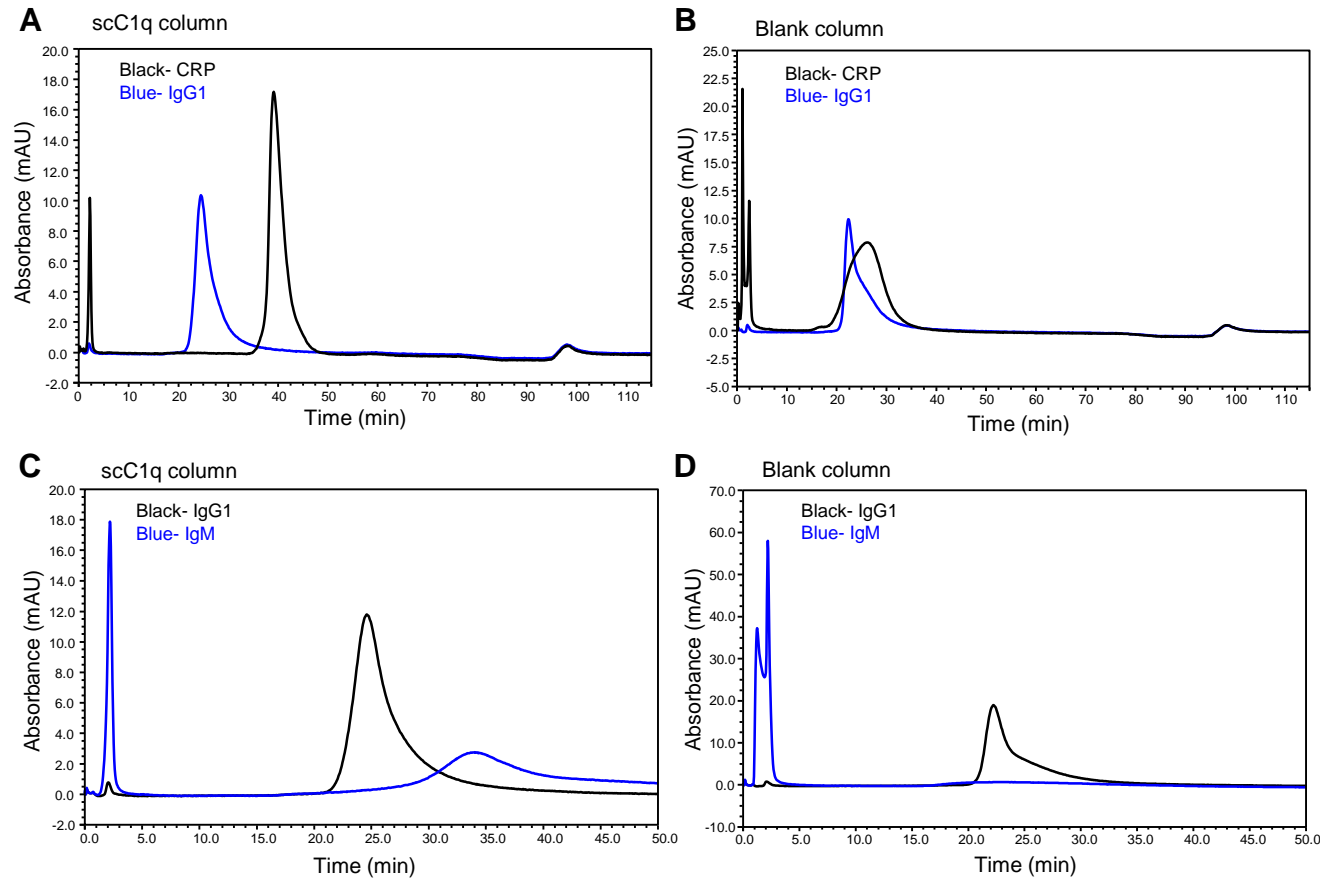 A
scC1q column
Black- CRP
Blue- IgG1
Absorbance (mAU)
20.0
18.0
16.0
14.0
12.0
10.0
8.0
6.0
4.0
2.0
0.0
-2.0
0 10 20 30 40 50 60 70 80 90 100 110
Time (min)
B
Blank column
Black- CRP
Blue- IgG1
Absorbance (mAU)
25.0
22.5
20.0
17.5
15.0
12.5
10.0
7.5
5.0
2.5
0.0
-2.5
-5.0
0 10 20 30 40 50 60 70 80 90 100 110
Time (min)
C
scC1q column
Black- IgG1
Blue- IgM
Absorbance (mAU)
20.0
18.0
16.0
14.0
12.0
10.0
8.0
6.0
4.0
2.0
0.0
-2.0
0.0 5.0 10.0 15.0 20.0 25.0 30.0 35.0 40.0 45.0 50.0
Time (min)
D
Blank column
Black- IgG1
Blue- IgM
Absorbance (mAU)
70.0
60.0
50.0
40.0
30.0
20.0
10.0
0.0
-10.0
0.0 5.0 10.0 15.0 20.0 25.0 30.0 35.0 40.0 45.0 50.0
Time (min)